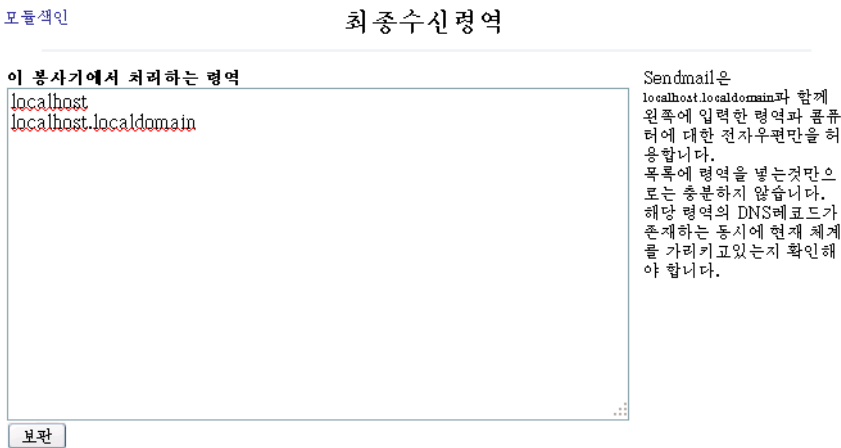 모듈색인
최종수신령역
이 봉사기에서 처리하는 령역
localhost
localhost.localdomain
Sendmail은
localhost.localdomain과 함께
왼쪽에 입력한 령역과 콤퓨
터에 대한 전자우편만을 허
용합니다.
목록에 령역을 넣는것만으
로는 충분하지 않습니다.
해당 령역의 DNS레코드가
존재하는 동시에 현재 체계
를 가리키고있는지 확인해
야 합니다.
보관